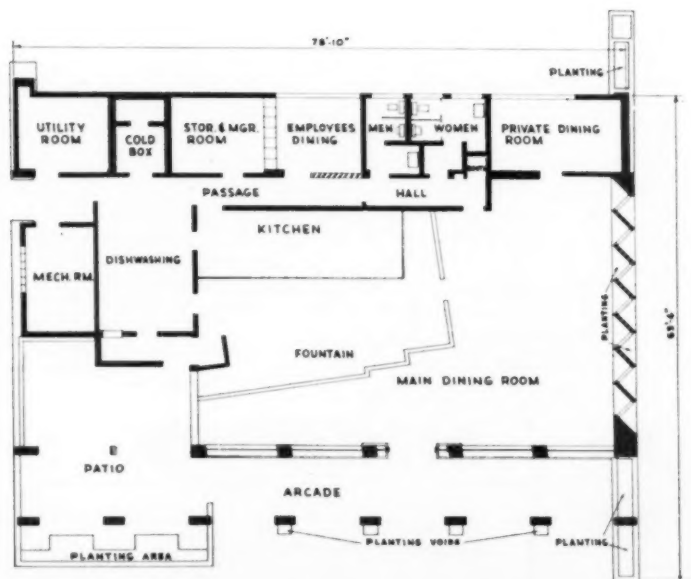 78'-10"
PLANTING
UTILITY
ROOM
COLD
BOX
STOR. & MGR.
ROOM
EMPLOYEES
DINING
MEN
WOMEN
PRIVATE DINING
ROOM
PASSAGE
HALL
KITCHEN
DISHWASHING
MECH. RM.
PLANTING
FOUNTAIN
MAIN DINING ROOM
PATIO
ARCADE
PLANTING AREA
PLANTING VOIDS
PLANTING